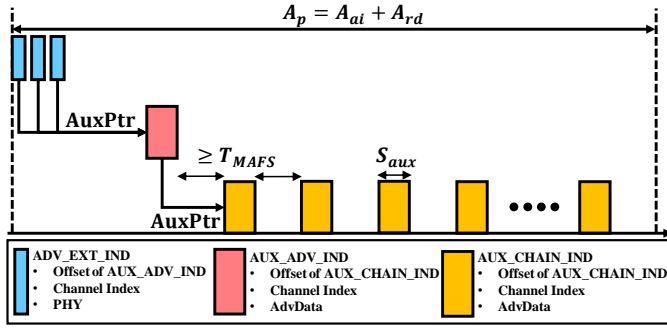 A_p = A_ai + A_rd
AuxPtr
≥ T_MAFS
S_aux
AuxPtr
ADV_EXT_IND
• Offset of AUX_ADV_IND
• Channel Index
• PHY
AUX_ADV_IND
• Offset of AUX_CHAIN_IND
• Channel Index
• AdvData
AUX_CHAIN_IND
• Offset of AUX_CHAIN_IND
• Channel Index
• AdvData